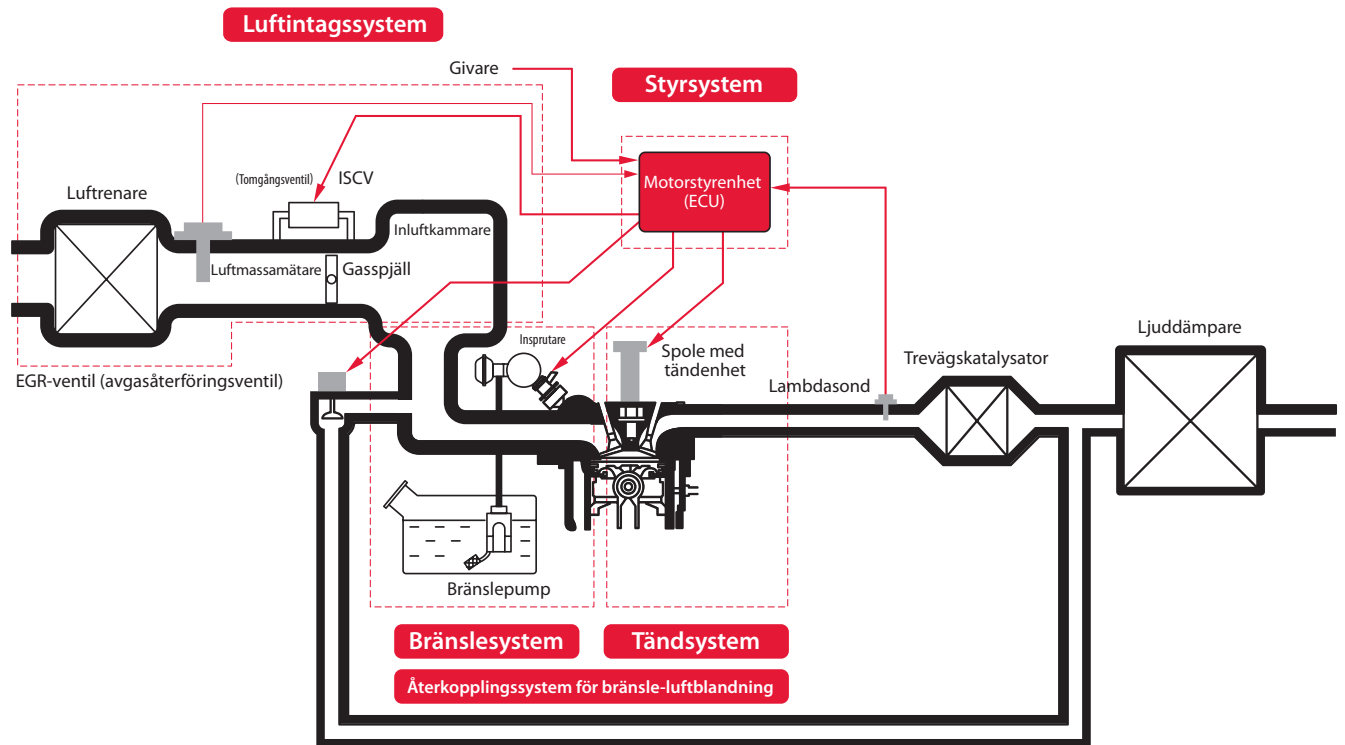 Luftintagssystem
Givare
Styrsystem
(Tomgångsventil) ISCV
Luftrenare
Motorstyrenhet
(ECU)
Inluftkammare
Luftmassamätare
Gasspjäll
Insprutare
Spole med
tändenhet
Ljuddämpare
Trevägskatalysator
EGR-ventil (avgasåterföringsventil)
Lambdasond
Bränslepump
Bränslesystem
Tändsystem
Återkopplingssystem för bränsle-luftblandning